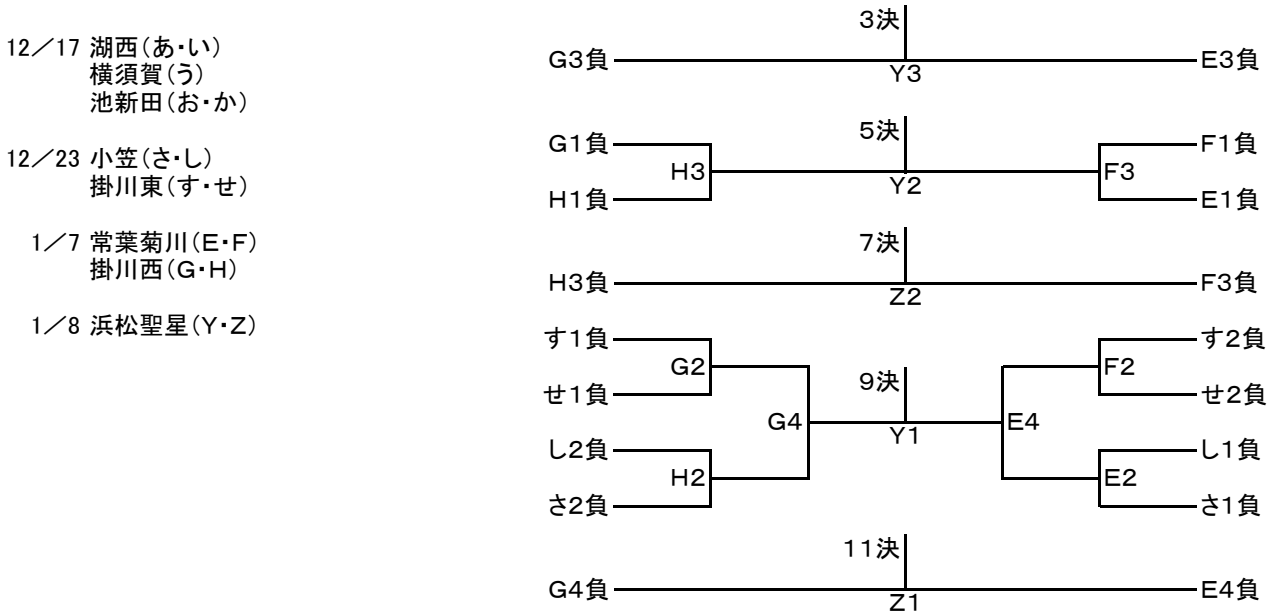 12／17 湖西（あ・い）
横須賀（う）
池新田（お・か）
12／23 小笠（さ・し）
掛川東（す・せ）
1／7 常葉菊川（E・F）
掛川西（G・H）
1／8 浜松聖星（Y・Z）
3決
G3負 Y3 E3負
5決
G1負 F1負
H3 Y2 F3
H1負 E1負
7決
H3負 Z2 F3負
す1負 す2負
G2 F2
9決
せ1負 せ2負
G4 Y1 E4
し2負 し1負
H2 E2
さ2負 さ1負
11決
G4負 Z1 E4負